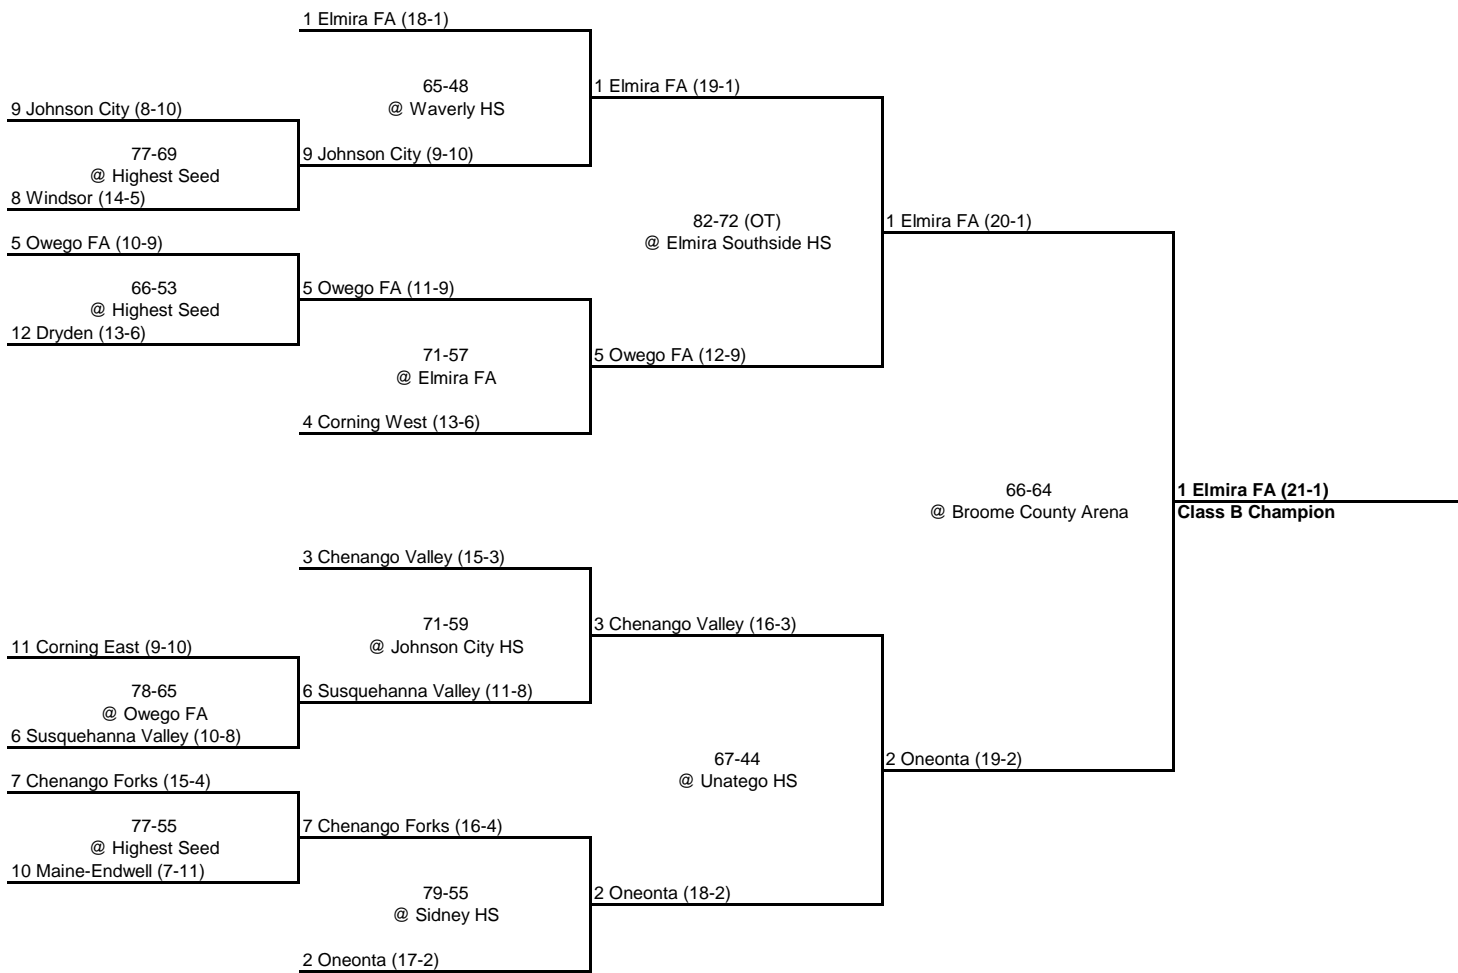 1 Elmira FA (18-1)
65-48
@ Waverly HS
1 Elmira FA (19-1)
9 Johnson City (8-10)
77-69
@ Highest Seed
9 Johnson City (9-10)
8 Windsor (14-5)
82-72 (OT)
@ Elmira Southside HS
1 Elmira FA (20-1)
5 Owego FA (10-9)
66-53
@ Highest Seed
5 Owego FA (11-9)
12 Dryden (13-6)
71-57
@ Elmira FA
5 Owego FA (12-9)
4 Corning West (13-6)
66-64
@ Broome County Arena
1 Elmira FA (21-1)
Class B Champion
3 Chenango Valley (15-3)
71-59
@ Johnson City HS
3 Chenango Valley (16-3)
11 Corning East (9-10)
78-65
@ Owego FA
6 Susquehanna Valley (11-8)
6 Susquehanna Valley (10-8)
67-44
@ Unatego HS
2 Oneonta (19-2)
7 Chenango Forks (15-4)
77-55
@ Highest Seed
7 Chenango Forks (16-4)
10 Maine-Endwell (7-11)
79-55
@ Sidney HS
2 Oneonta (18-2)
2 Oneonta (17-2)